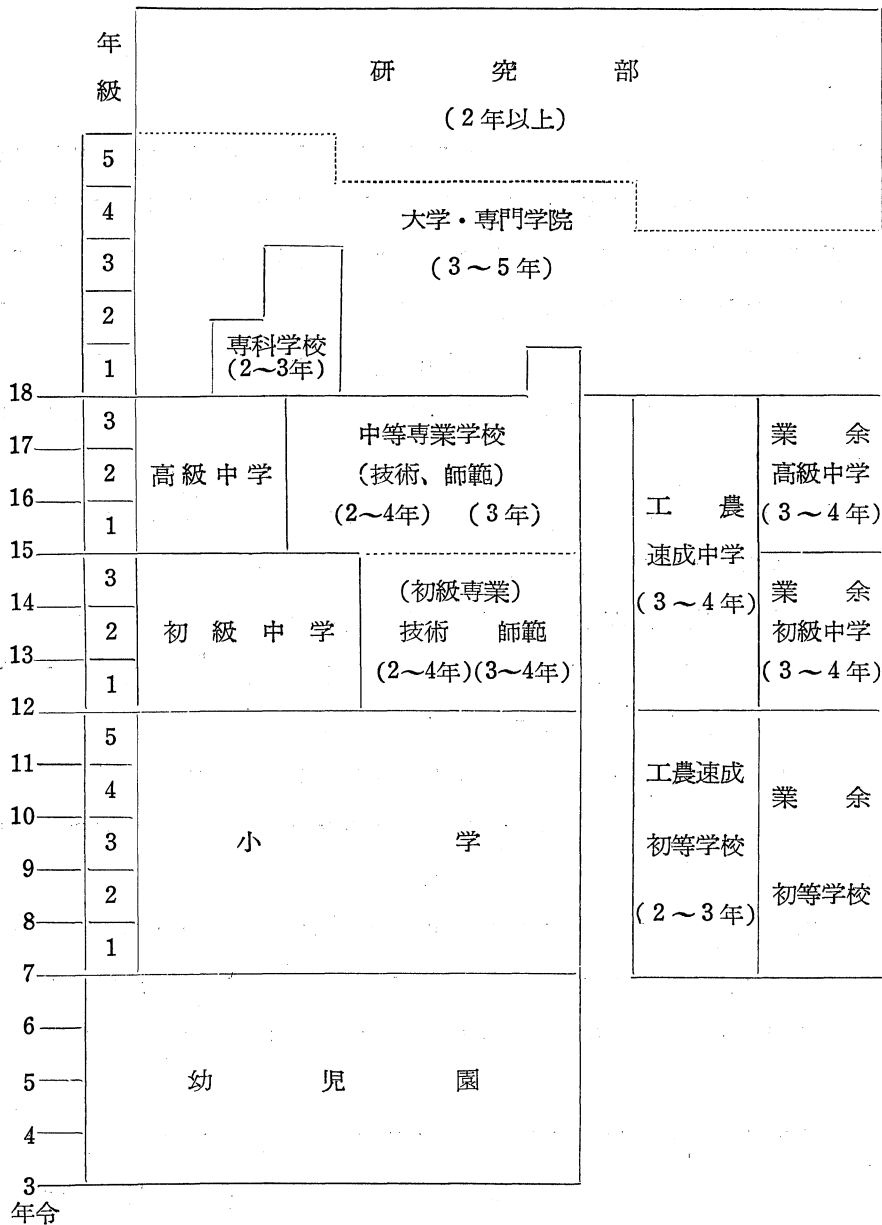 年級
研究部
(2年以上)
5
4
3
2
1
大学・専門学院
(3〜5年)
専科学校
(2〜3年)
18
17
16
15
14
13
12
11
10
9
8
7
6
5
4
3
年令
3
2
1
高級中学
中等専業学校
(技術、師範)
(2〜4年) (3年)
3
2
1
初級中学
(初級専業)
技術 師範
(2〜4年)(3〜4年)
工農
速成中学
(3〜4年)
業余
高級中学
(3〜4年)
業余
初級中学
(3〜4年)
5
4
3
2
1
小学
工農速成
初等学校
(2〜3年)
業余
初等学校
幼児園